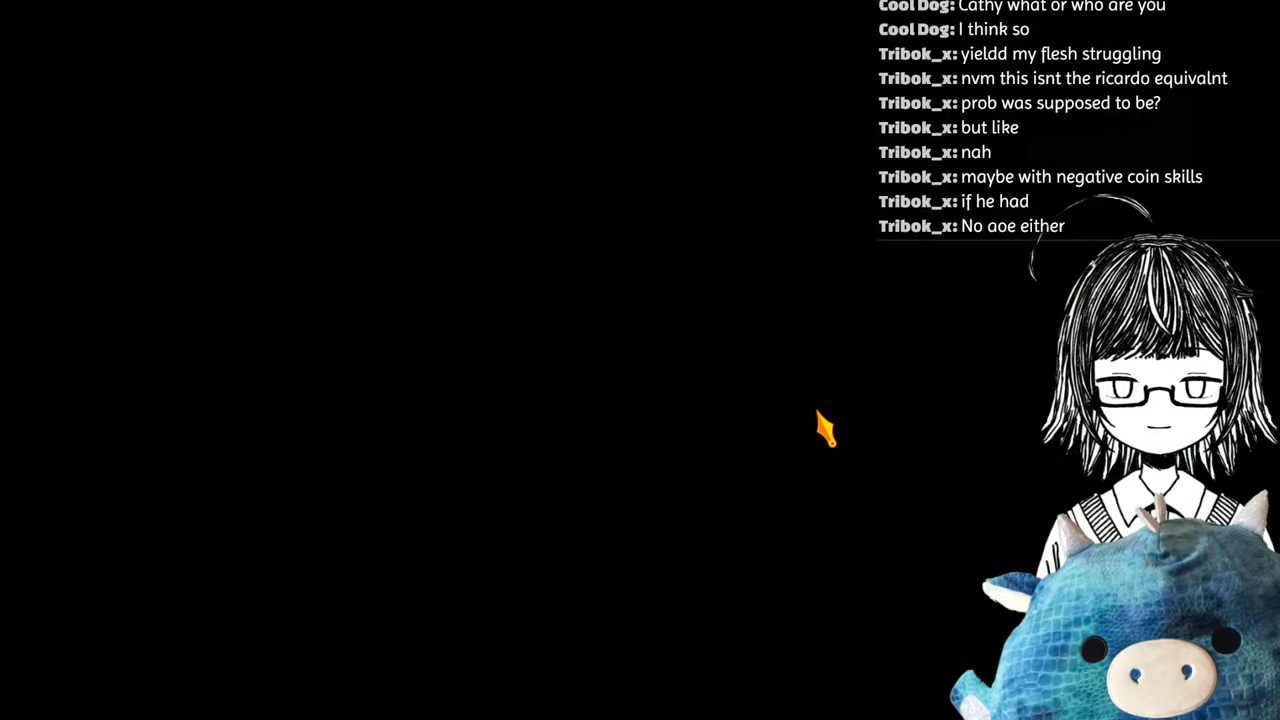 Cool Dog: Cathy what or who are you
Cool Dog: I think so
Tribok_x: yieldd my flesh struggling
Tribok_x: nvm this isnt the ricardo equivalnt
Tribok_x: prob was supposed to be?
Tribok_x: but like
Tribok_x: nah
Tribok_x: maybe with negative coin skills
Tribok_x: if he had
Tribok_x: No aoe either